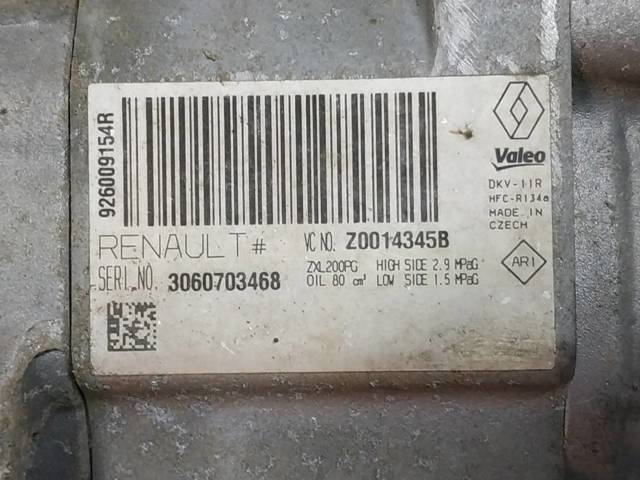 926009154R
Valeo
DKV-11R
HFC-R134a
MADE IN
CZECH
RENAULT # VC NO. Z0014345B
SERI.NO. 3060703468
ZXL200PG HIGH SIDE 2.9 MPaG
OIL 80 cm³ LOW SIDE 1.5 MPaG
AR1